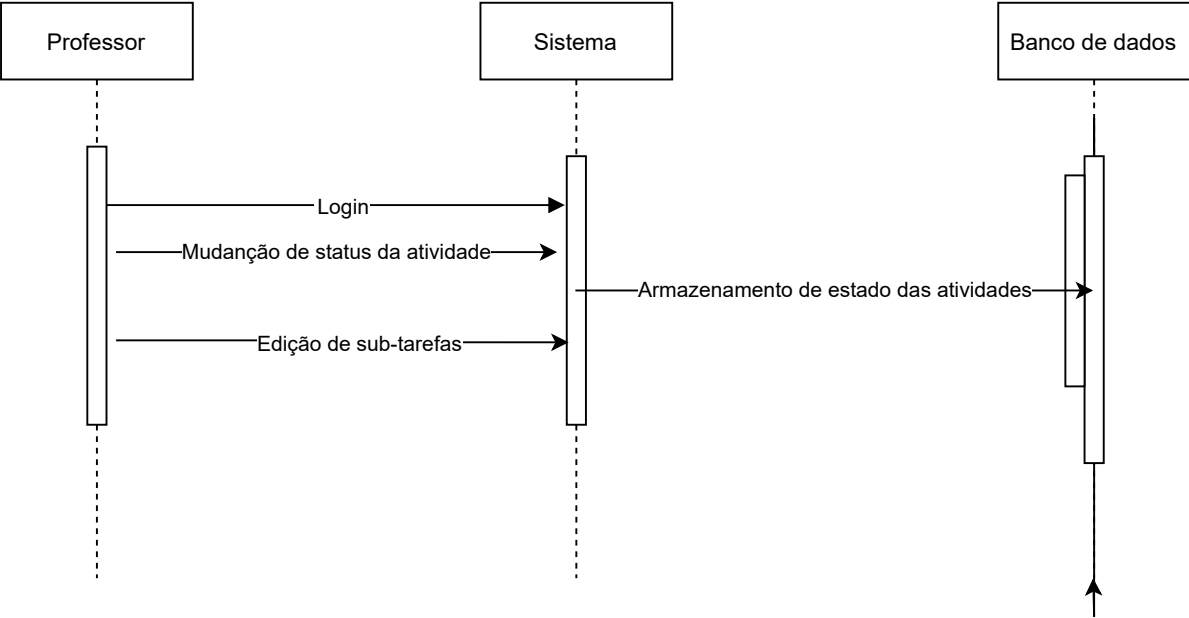 Professor
Sistema
Banco de dados
Login
Mudanção de status da atividade
Armazenamento de estado das atividades
Edição de sub-tarefas